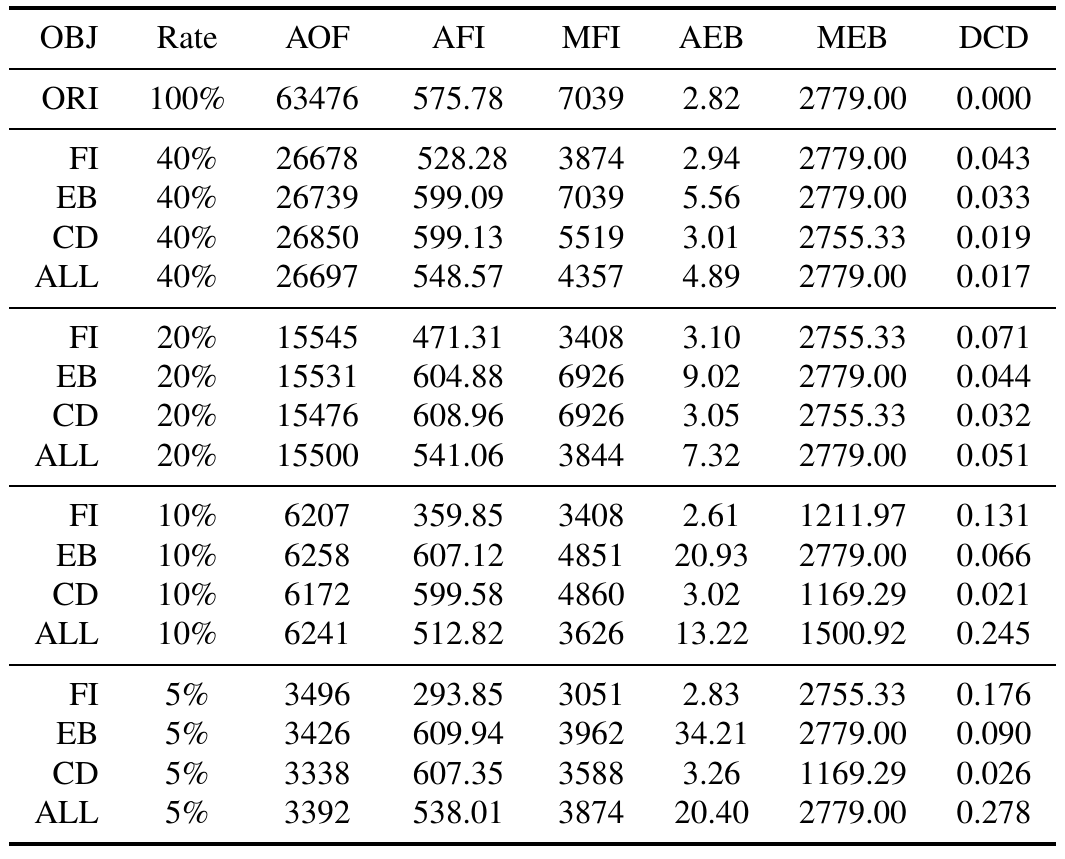 OBJ Rate AOF AFI MFI AEB MEB DCD
ORI 100% 63476 575.78 7039 2.82 2779.00 0.000
FI 40% 26678 528.28 3874 2.94 2779.00 0.043
EB 40% 26739 599.09 7039 5.56 2779.00 0.033
CD 40% 26850 599.13 5519 3.01 2755.33 0.019
ALL 40% 26697 548.57 4357 4.89 2779.00 0.017
FI 20% 15545 471.31 3408 3.10 2755.33 0.071
EB 20% 15531 604.88 6926 9.02 2779.00 0.044
CD 20% 15476 608.96 6926 3.05 2755.33 0.032
ALL 20% 15500 541.06 3844 7.32 2779.00 0.051
FI 10% 6207 359.85 3408 2.61 1211.97 0.131
EB 10% 6258 607.12 4851 20.93 2779.00 0.066
CD 10% 6172 599.58 4860 3.02 1169.29 0.021
ALL 10% 6241 512.82 3626 13.22 1500.92 0.245
FI 5% 3496 293.85 3051 2.83 2755.33 0.176
EB 5% 3426 609.94 3962 34.21 2779.00 0.090
CD 5% 3338 607.35 3588 3.26 1169.29 0.026
ALL 5% 3392 538.01 3874 20.40 2779.00 0.278